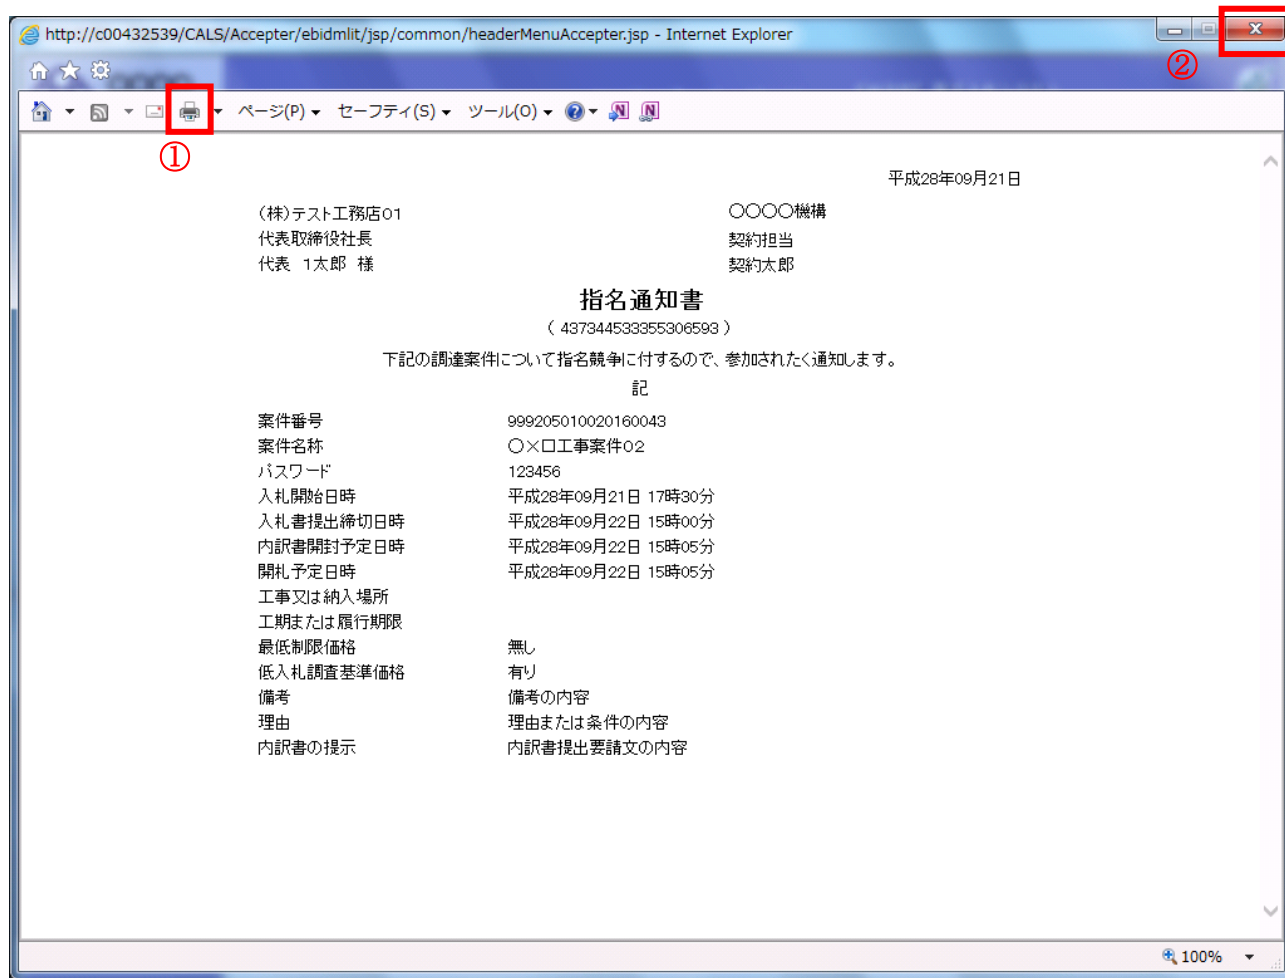 http://c00432539/CALS/Accepter/ebidmlit/jsp/common/headerMenuAccepter.jsp - Internet Explorer
②
ページ(P) セーフティ(S) ツール(O)
①
平成28年09月21日
(株)テスト工務店01
〇〇〇〇機構
代表取締役社長
契約担当
代表 1太郎 様
契約太郎
指名通知書
( 437344533355306593 )
下記の調達案件について指名競争に付するので、参加されたく通知します。
記
案件番号 999205010020160043
案件名称 〇×口工事案件02
パスワード 123456
入札開始日時 平成28年09月21日 17時30分
入札書提出締切日時 平成28年09月22日 15時00分
内訳書開封予定日時 平成28年09月22日 15時05分
開札予定日時 平成28年09月22日 15時05分
工事又は納入場所
工期または履行期限
最低制限価格 無し
低入札調査基準価格 有り
備考 備考の内容
理由 理由または条件の内容
内訳書の提示 内訳書提出要請文の内容
100%